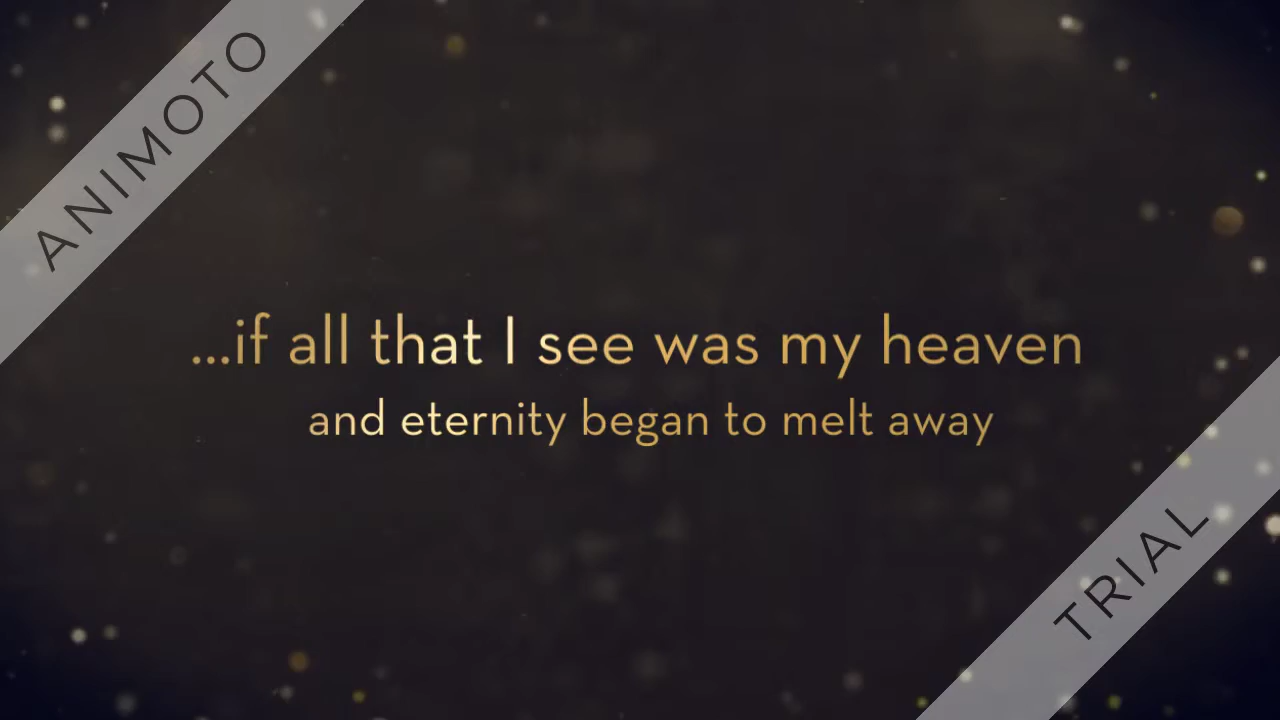 ANIMOTO
...if all that I see was my heaven
and eternity began to melt away
TRIAL